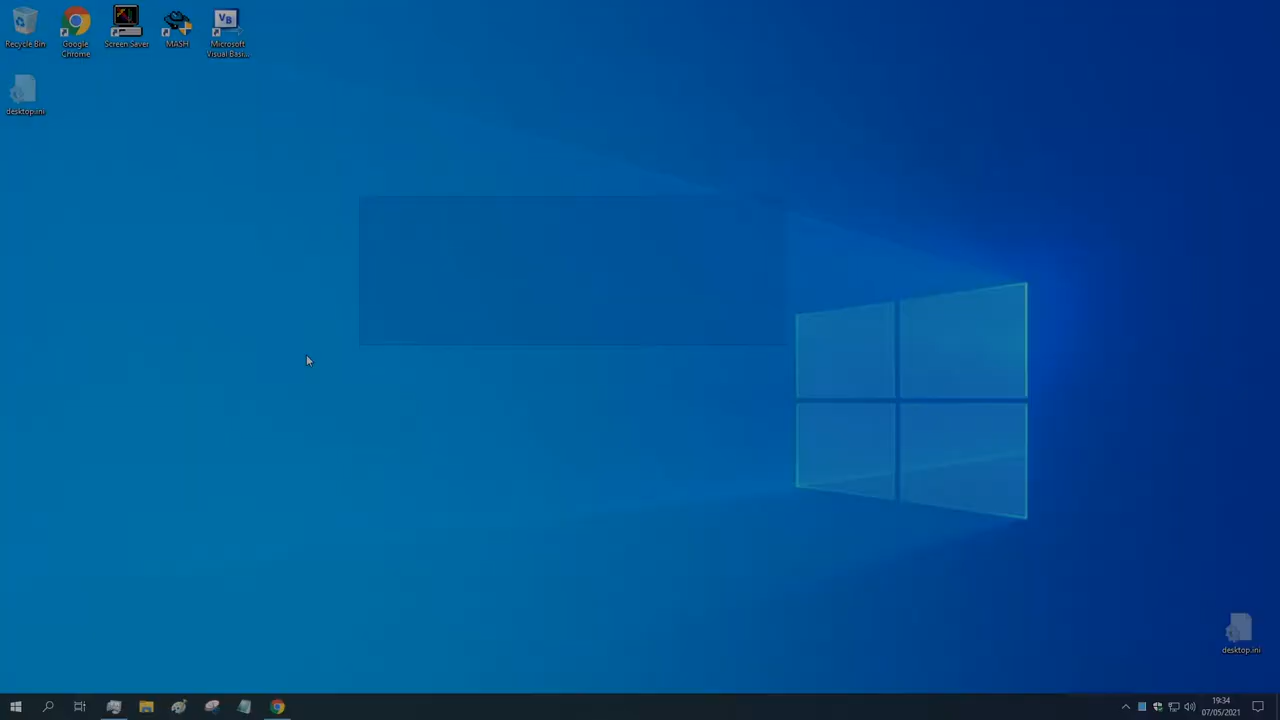 Recycle Bin
Google
Chrome
Screen Saver
MASH
VB
Microsoft
Visual Basi...
desktop.ini
desktop.ini
19:34
07/05/2021